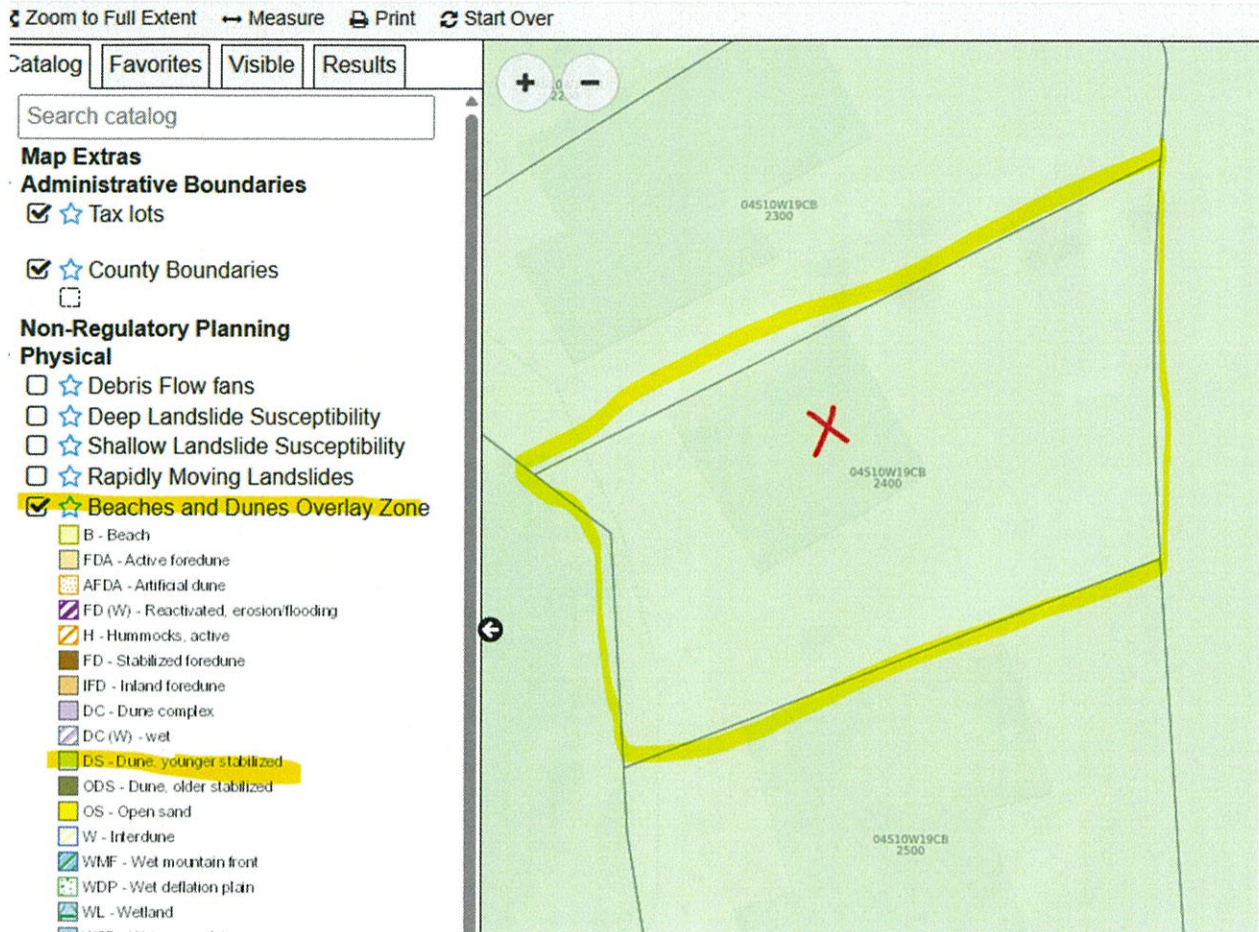 Zoom to Full Extent Measure Print Start Over
Catalog Favorites Visible Results
Search catalog
Map Extras
Administrative Boundaries
Tax lots
County Boundaries
Non-Regulatory Planning
Physical
Debris Flow fans
Deep Landslide Susceptibility
Shallow Landslide Susceptibility
Rapidly Moving Landslides
Beaches and Dunes Overlay Zone
B - Beach
FDA - Active foredune
AFDA - Artificial dune
FD (W) - Reactivated, erosion/flooding
H - Hummocks, active
FD - Stabilized foredune
IFD - Inland foredune
DC - Dune complex
DC (W) - wet
DS - Dune, younger stabilized
ODS - Dune, older stabilized
OS - Open sand
W - Interdune
WMF - Wet mountain front
WDP - Wet deflation plain
WL - Wetland
04S10W19CB
2300
X
04S10W19CB
2400
04S10W19CB
2500